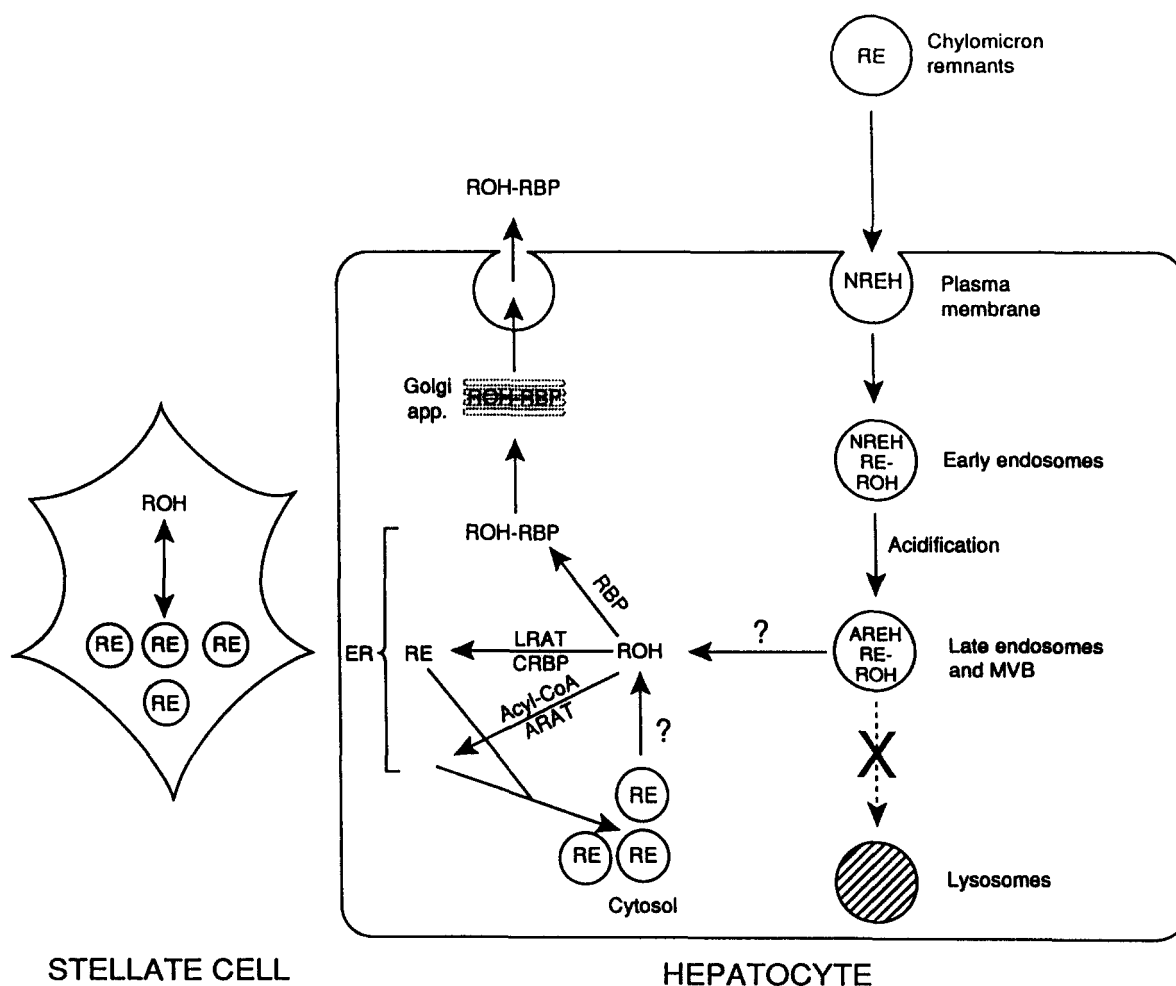 RE
Chylomicron
remnants
ROH-RBP
NREH
Plasma
membrane
Golgi
app.
ROH-RBP
NREH
RE-
ROH
Early endosomes
Acidification
ROH
RE RE RE
RE
ROH-RBP
RBP
ER
RE
LRAT
CRBP
ROH
?
AREH
RE-
ROH
Late endosomes
and MVB
Acyl-CoA
ARAT
?
X
RE
RE RE
Cytosol
Lysosomes
STELLATE CELL
HEPATOCYTE